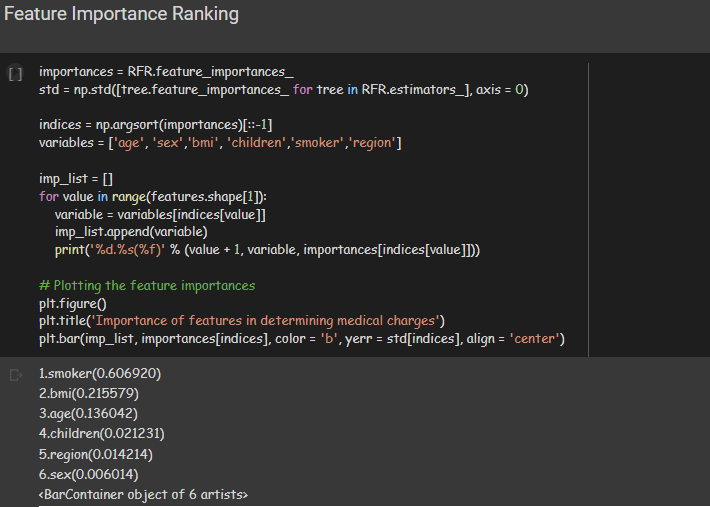 Feature Importance Ranking
[ ]
importances = RFR.feature_importances_
std = np.std([tree.feature_importances_ for tree in RFR.estimators_], axis = 0)
indices = np.argsort(importances)[::-1]
variables = ['age', 'sex','bmi', 'children','smoker','region']
imp_list = []
for value in range(features.shape[1]):
    variable = variables[indices[value]]
    imp_list.append(variable)
    print('%d.%s(%f)' % (value + 1, variable, importances[indices[value]]))
# Plotting the feature importances
plt.figure()
plt.title('Importance of features in determining medical charges')
plt.bar(imp_list, importances[indices], color = 'b', yerr = std[indices], align = 'center')
1.smoker(0.606920)
2.bmi(0.215579)
3.age(0.136042)
4.children(0.021231)
5.region(0.014214)
6.sex(0.006014)
<BarContainer object of 6 artists>